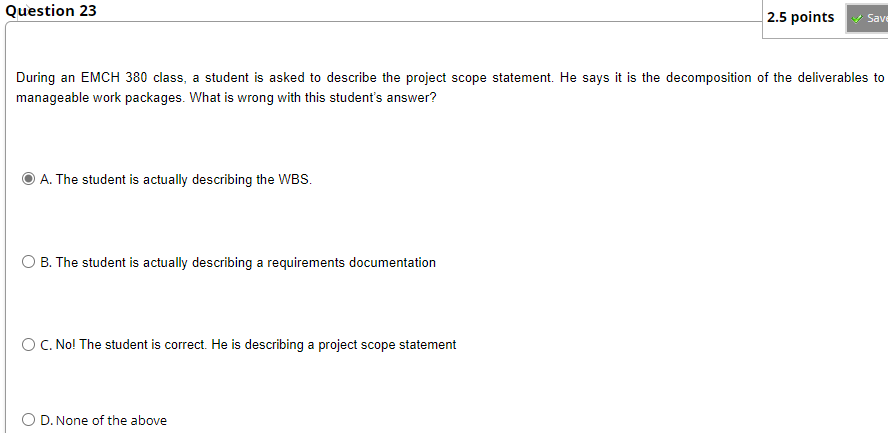 Question 23
2.5 points
Save
During an EMCH 380 class, a student is asked to describe the project scope statement. He says it is the decomposition of the deliverables to
manageable work packages. What is wrong with this student's answer?
A. The student is actually describing the WBS.
B. The student is actually describing a requirements documentation
C. No! The student is correct. He is describing a project scope statement
D. None of the above